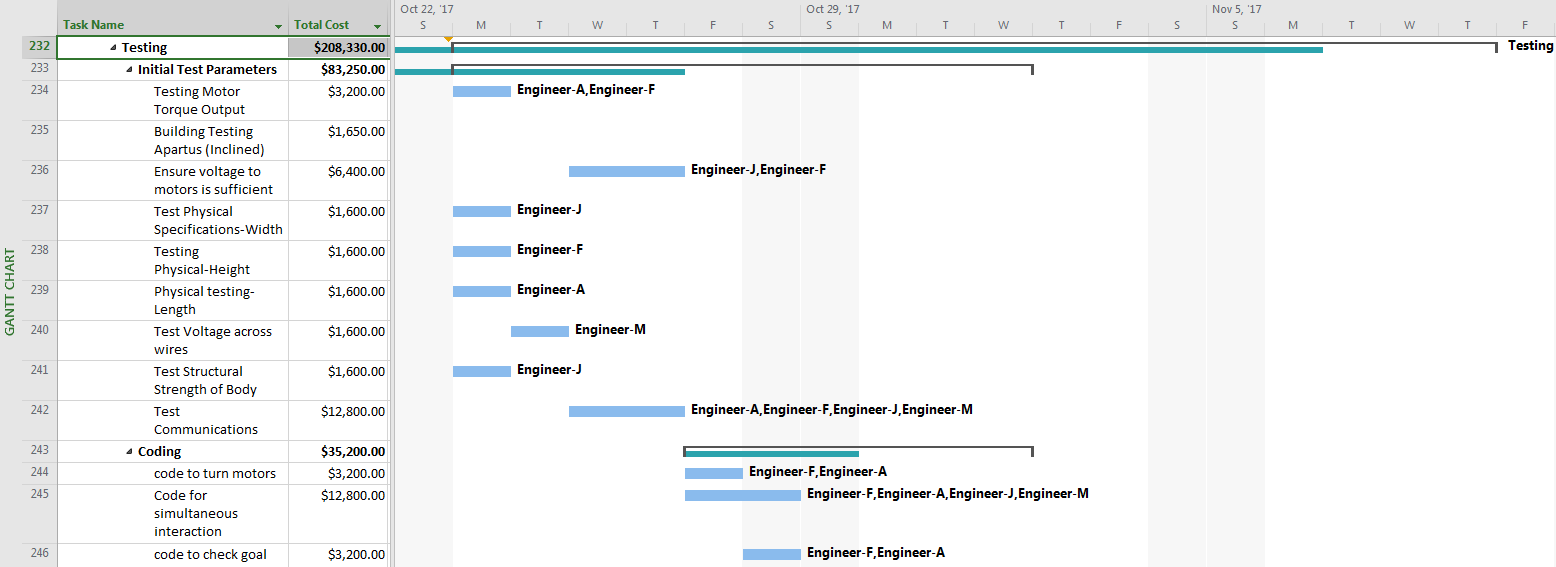 Oct 22, '17 Oct 29, '17 Nov 5, '17
Task Name Total Cost S M T W T F S S M T W T F S S M T W T F
232 Testing $208,330.00 Testing
233 Initial Test Parameters $83,250.00
234 Testing Motor $3,200.00 Engineer-A,Engineer-F
Torque Output
235 Building Testing $1,650.00
Apartus (Inclined)
236 Ensure voltage to $6,400.00 Engineer-J,Engineer-F
motors is sufficient
237 Test Physical $1,600.00 Engineer-J
Specifications-Width
238 Testing $1,600.00 Engineer-F
Physical-Height
239 Physical testing- $1,600.00 Engineer-A
Length
240 Test Voltage across $1,600.00 Engineer-M
wires
241 Test Structural $1,600.00 Engineer-J
Strength of Body
242 Test $12,800.00 Engineer-A,Engineer-F,Engineer-J,Engineer-M
Communications
243 Coding $35,200.00
244 code to turn motors $3,200.00 Engineer-F,Engineer-A
245 Code for $12,800.00 Engineer-F,Engineer-A,Engineer-J,Engineer-M
simultaneous
interaction
246 code to check goal $3,200.00 Engineer-F,Engineer-A
GANTT CHART